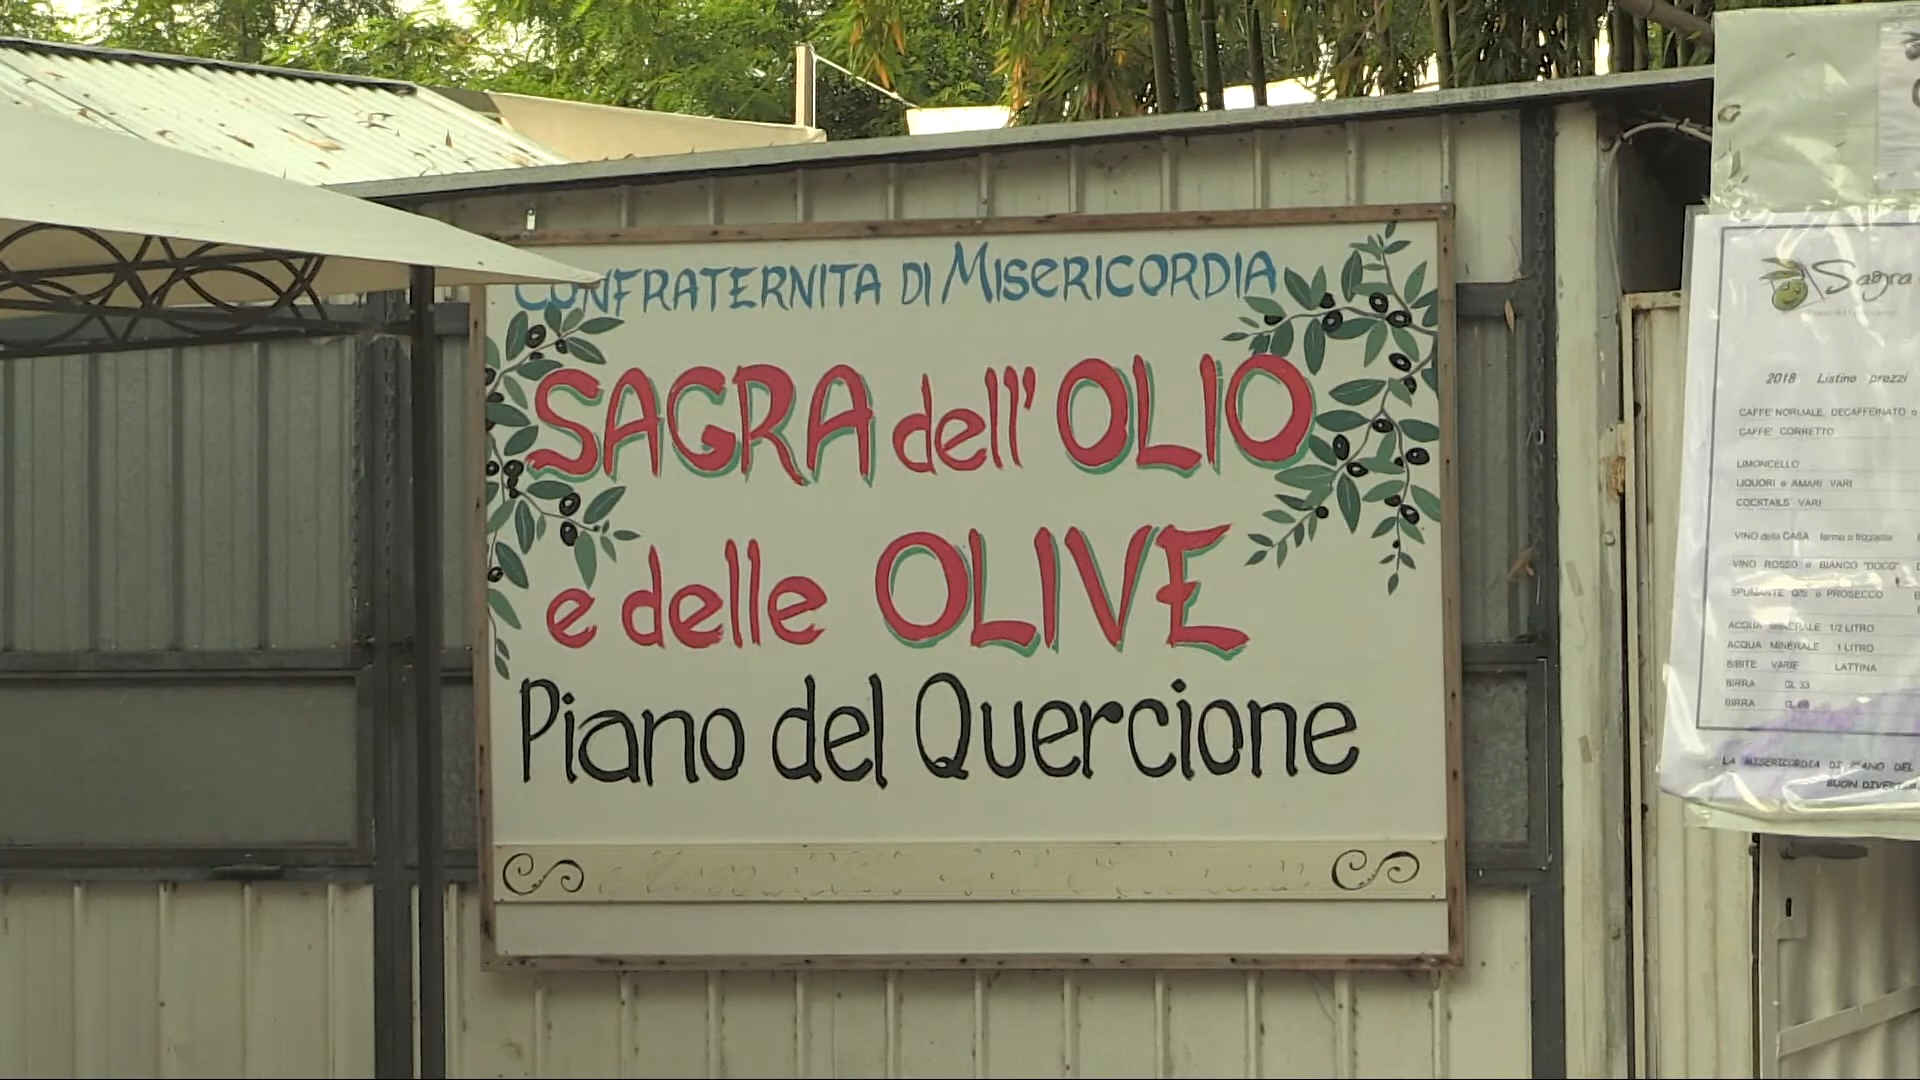 CONFRATERNITA DI MISERICORDIA
SAGRA dell'OLIO
e delle OLIVE
Piano del Quercione
Sagra
2018 Listino prezzi
CAFFE' NORMALE, DECAFFEINATO o
CAFFE' CORRETTO
LIMONCELLO
LIQUORI e AMARI VARI
COCKTAILS VARI
VINO della CASA fermo o frizzante
VINO ROSSO o BIANCO "DOCG"
SPUMANTE o PROSECCO
ACQUA MINERALE 1/2 LITRO
ACQUA MINERALE 1 LITRO
BIBITE VARIE LATTINA
BIRRA CL 33
BIRRA
LA MISERICORDIA DI PIANO DEL
BUON